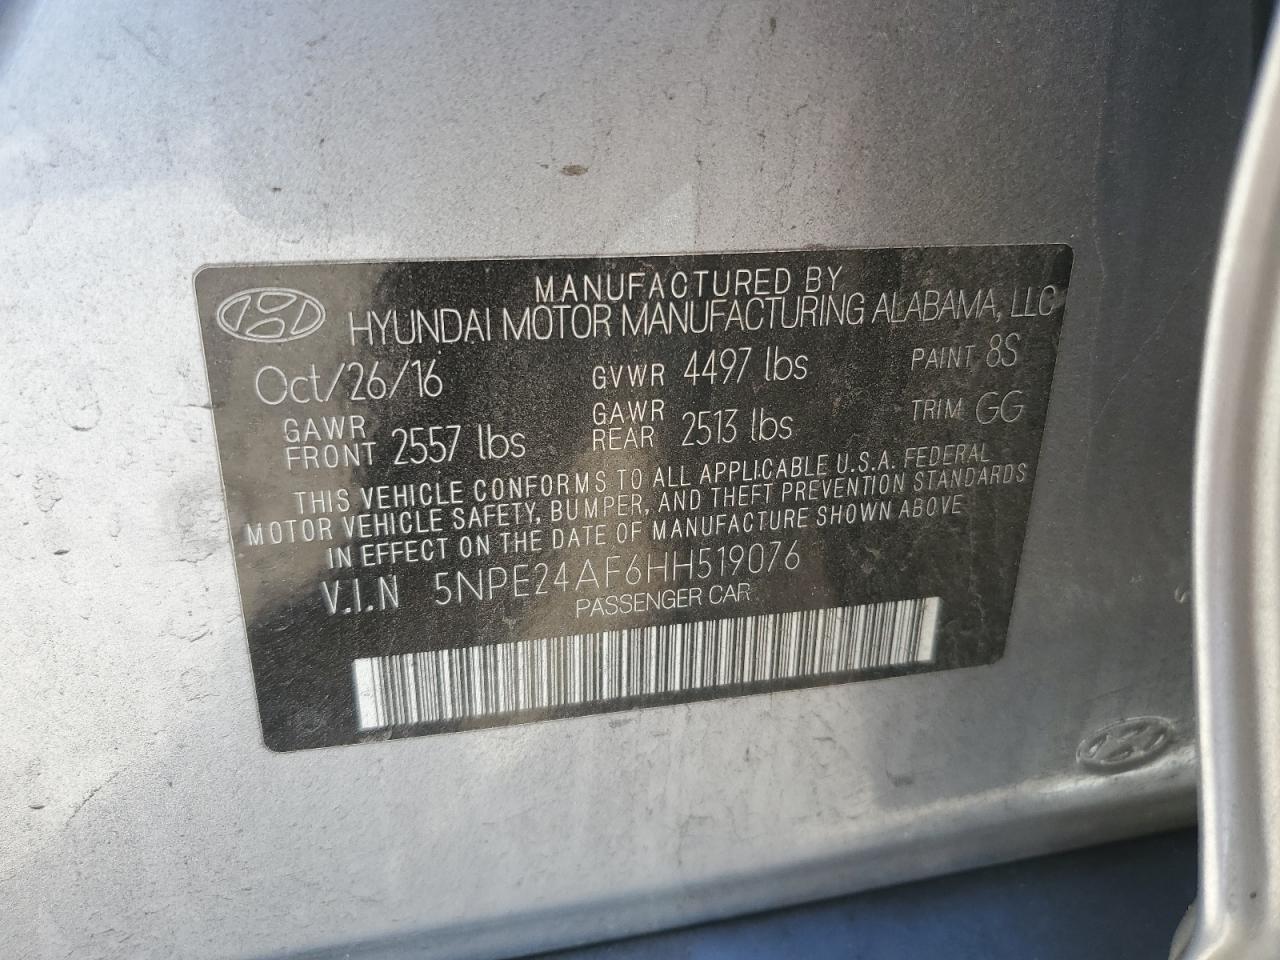 MANUFACTURED BY
HYUNDAI MOTOR MANUFACTURING ALABAMA, LLC
Oct/26/16 GVWR 4497 lbs PAINT 8S
GAWR FRONT 2557 lbs GAWR REAR 2513 lbs TRIM GG
THIS VEHICLE CONFORMS TO ALL APPLICABLE U.S.A. FEDERAL
MOTOR VEHICLE SAFETY, BUMPER, AND THEFT PREVENTION STANDARDS
IN EFFECT ON THE DATE OF MANUFACTURE SHOWN ABOVE
V.I.N 5NPE24AF6HH519076
PASSENGER CAR